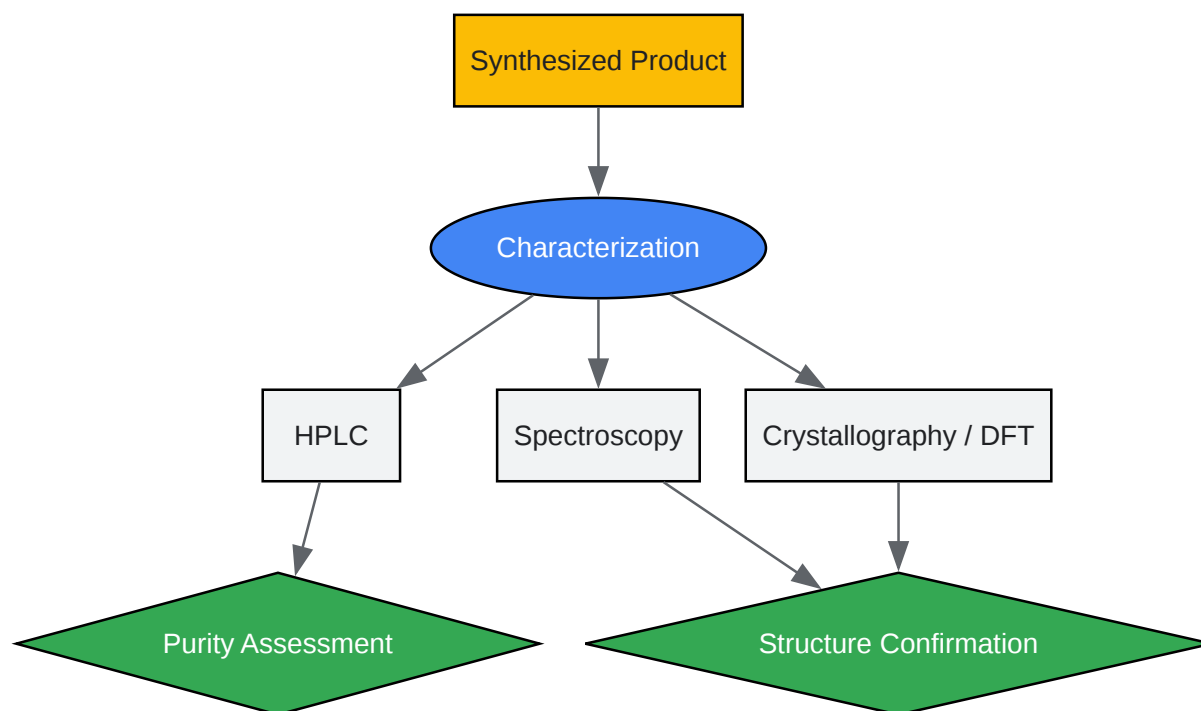 Synthesized Product
Characterization
HPLC
Spectroscopy
Crystallography / DFT
Purity Assessment
Structure Confirmation